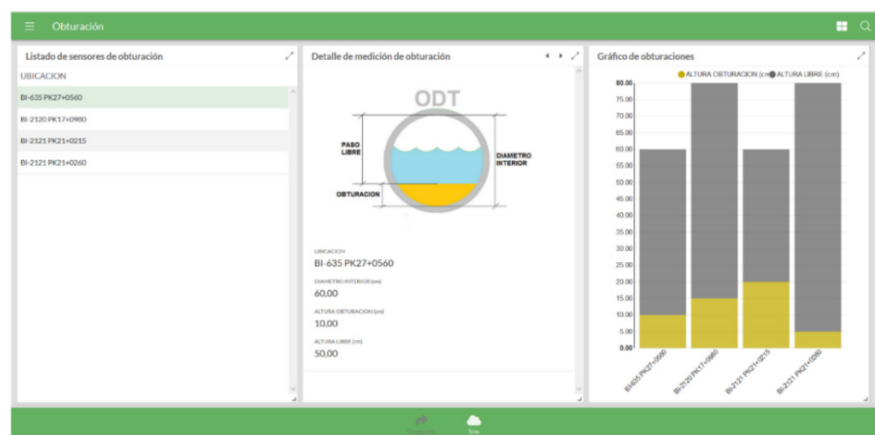 Obturación
Listado de sensores de obturación
UBICACION
BI-635 PK27+0560
BI-2120 PK17+0980
BI-2121 PK21+0215
BI-2121 PK21+0260
Detalle de medición de obturación
ODT
PASO
LIBRE
DIAMETRO
INTERIOR
OBTURACION
UBICACION
BI-635 PK27+0560
DIAMETRO INTERIOR (cm)
60,00
ALTURA OBTURACION (cm)
10,00
ALTURA LIBRE (cm)
50,00
Gráfico de obturaciones
ALTURA OBTURACION (cm ALTURA LIBRE (cm)
80.00
75.00
70.00
65.00
60.00
55.00
50.00
45.00
40.00
35.00
30.00
25.00
20.00
15.00
10.00
5.00
0.00
BI-635 PK27+0560
BI-2120 PK17+0980
BI-2121 PK21+0215
BI-2121 PK21+0260
Sync